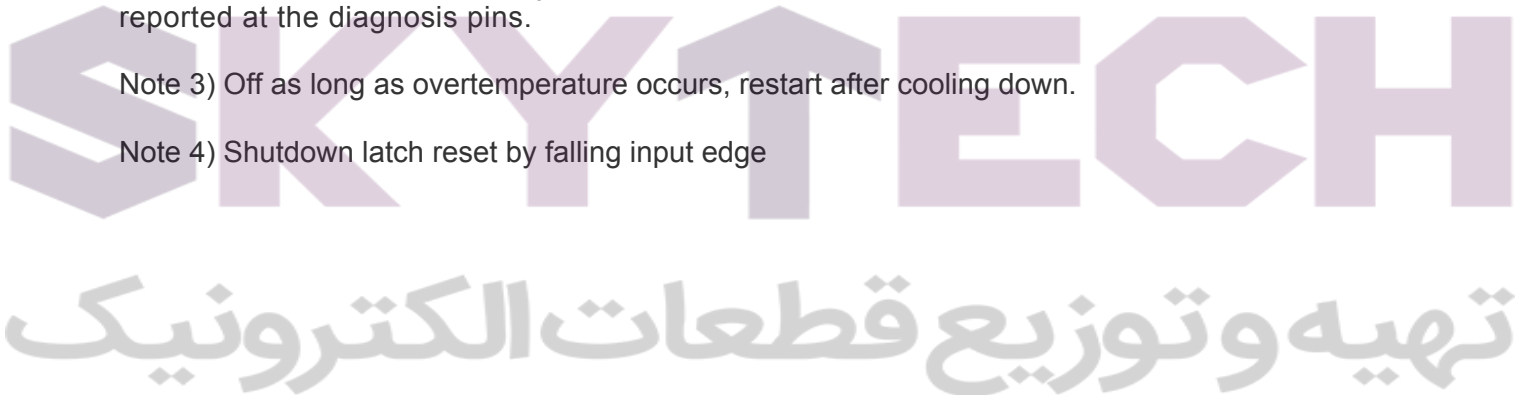 reported at the diagnosis pins.
Note 3) Off as long as overtemperature occurs, restart after cooling down.
Note 4) Shutdown latch reset by falling input edge
SKYTECH
تهیه و توزیع قطعات الکترونیک